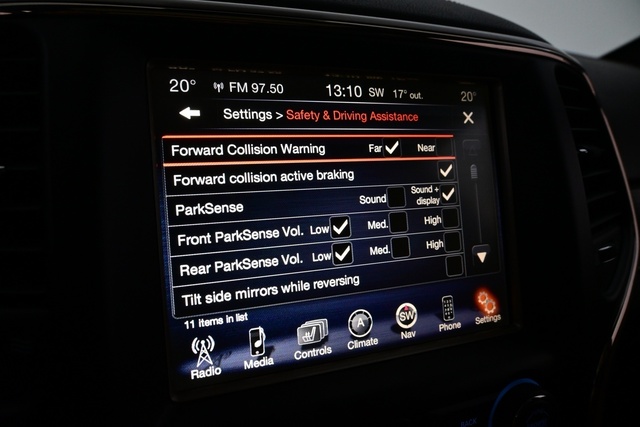 20° FM 97.50 13:10 SW 17° out. 20°
Settings > Safety & Driving Assistance
Forward Collision Warning Far Near
Forward collision active braking
ParkSense Sound Sound + display
Front ParkSense Vol. Low Med. High
Rear ParkSense Vol. Low Med. High
Tilt side mirrors while reversing
11 items in list
Radio Media Controls A Climate SW Nav Phone Settings
BACK